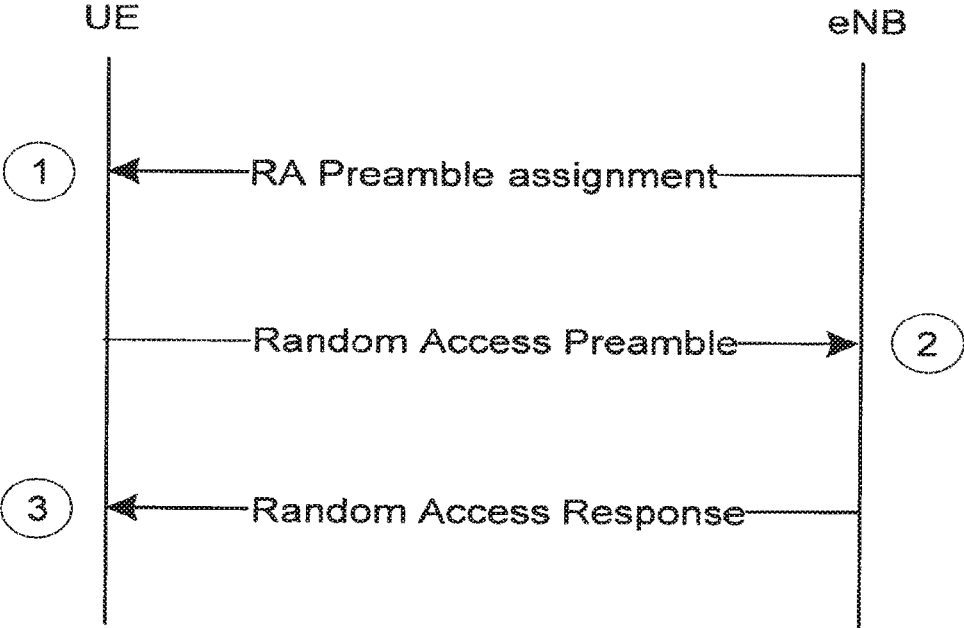 UE
eNB
1
RA Preamble assignment
Random Access Preamble
2
3
Random Access Response